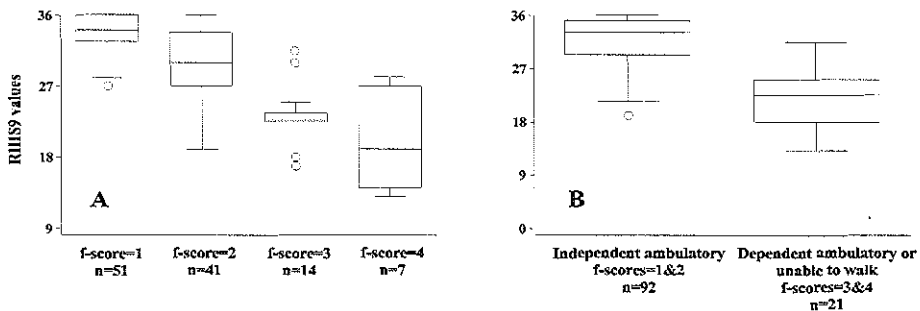 RIIIS9 values
36
27
18
9
A
f-score=1
n=51
f-score=2
n=41
f-score=3
n=14
f-score=4
n=7
36
27
18
9
0
B
Independent ambulatory
f-scores=1&2
n=92
Dependent ambulatory or
unable to walk
f-scores=3&4
n=21